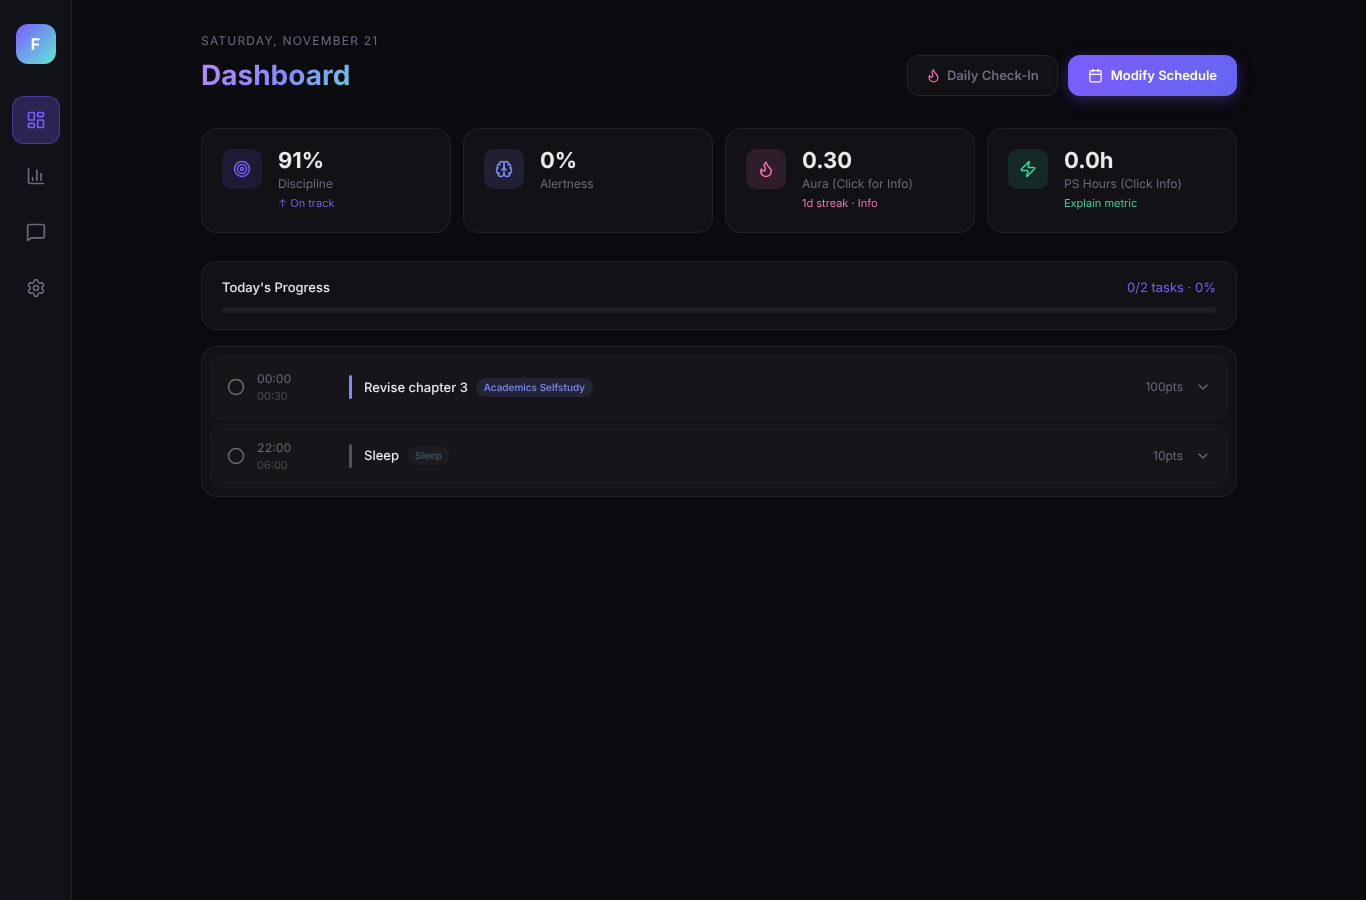 F
SATURDAY, NOVEMBER 21
Dashboard
Daily Check-In
Modify Schedule
91%
Discipline
↑ On track
0%
Alertness
0.30
Aura (Click for Info)
1d streak · Info
0.0h
PS Hours (Click Info)
Explain metric
Today's Progress
0/2 tasks · 0%
00:00
00:30
Revise chapter 3
Academics Selfstudy
100pts
22:00
06:00
Sleep
Sleep
10pts